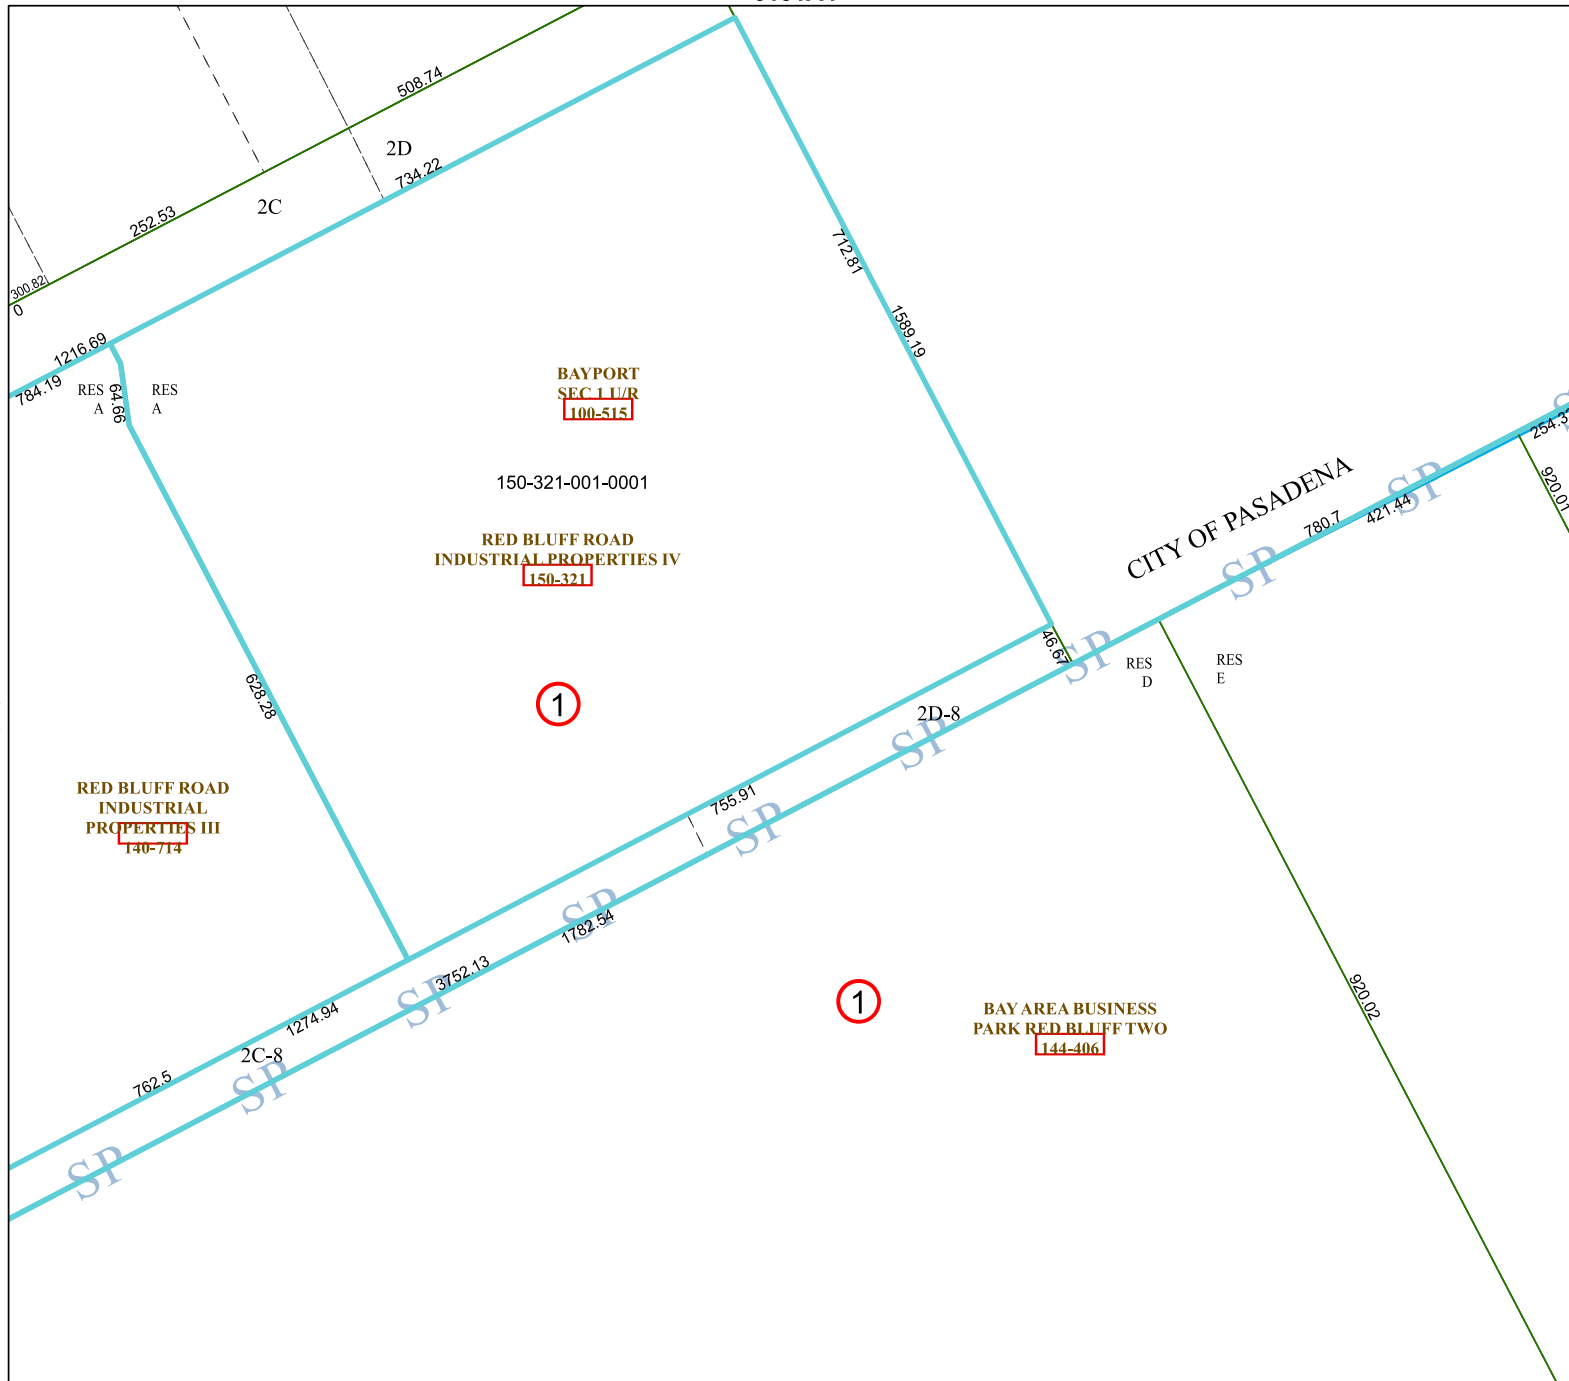 508.74
2D
734.22
2C
252.53
300.82
0
712.81
1589.19
1216.69
784.19
RES
A
64.66
RES
A
BAYPORT
SEC 1 U/R
100-515
254.3
920.01
CITY OF PASADENA
SP
421.44
780.7
SP
150-321-001-0001
RED BLUFF ROAD
INDUSTRIAL PROPERTIES IV
150-321
46.67
SP
RES
D
RES
E
628.28
1
2D-8
SP
RED BLUFF ROAD
INDUSTRIAL
PROPERTIES III
140-714
755.91
SP
SP
1782.54
3752.13
SP
1
920.02
BAY AREA BUSINESS
PARK RED BLUFF TWO
144-406
1274.94
2C-8
762.5
SP
SP